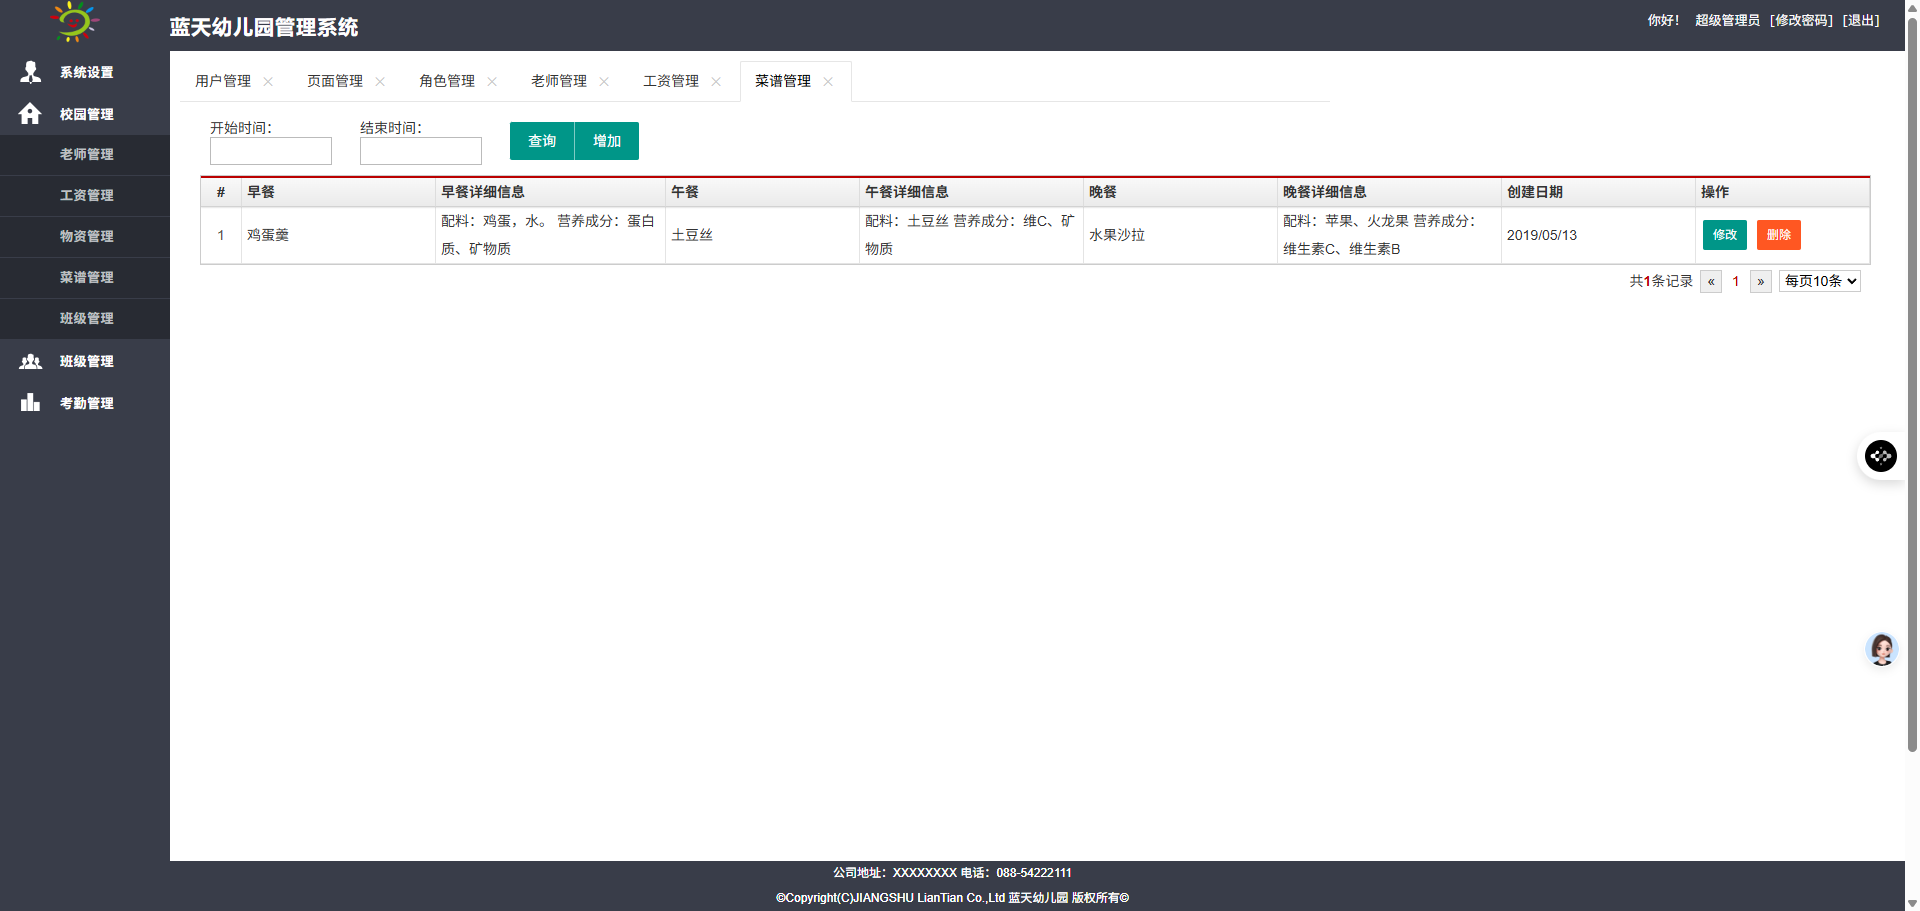 蓝天幼儿园管理系统
你好！ 超级管理员 [修改密码] [退出]
系统设置
校园管理
老师管理
工资管理
物资管理
菜谱管理
班级管理
班级管理
考勤管理
用户管理 页面管理 角色管理 老师管理 工资管理 菜谱管理
开始时间： 结束时间：
查询 增加
# 早餐 早餐详细信息 午餐 午餐详细信息 晚餐 晚餐详细信息 创建日期 操作
1 鸡蛋羹 配料：鸡蛋，水。 营养成分：蛋白质、矿物质 土豆丝 配料：土豆丝 营养成分：维C、矿物质 水果沙拉 配料：苹果、火龙果 营养成分：维生素C、维生素B 2019/05/13 修改 删除
共1条记录 « 1 » 每页10条
公司地址：XXXXXXXX 电话：088-54222111
©Copyright(C)JIANGSHU LianTian Co.,Ltd 蓝天幼儿园 版权所有©